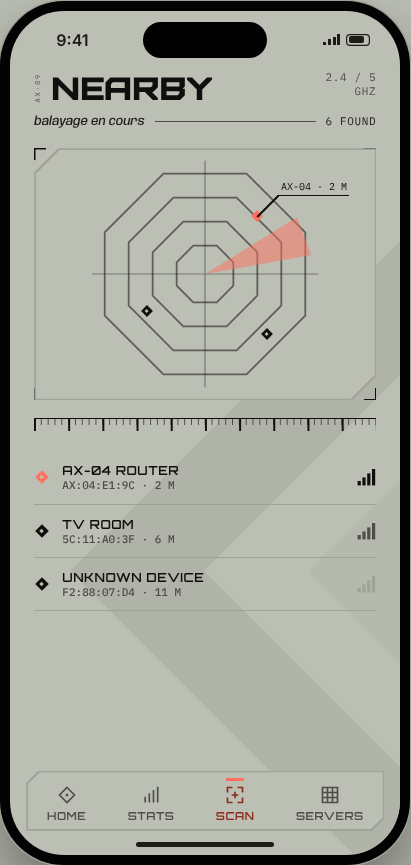 9:41
AX·09
NEARBY
2.4 / 5
GHZ
balayage en cours
6 FOUND
AX-04 · 2 M
AX-04 ROUTER
AX:04:E1:9C · 2 M
TV ROOM
5C:11:A0:3F · 6 M
UNKNOWN DEVICE
F2:88:07:D4 · 11 M
HOME
STATS
SCAN
SERVERS